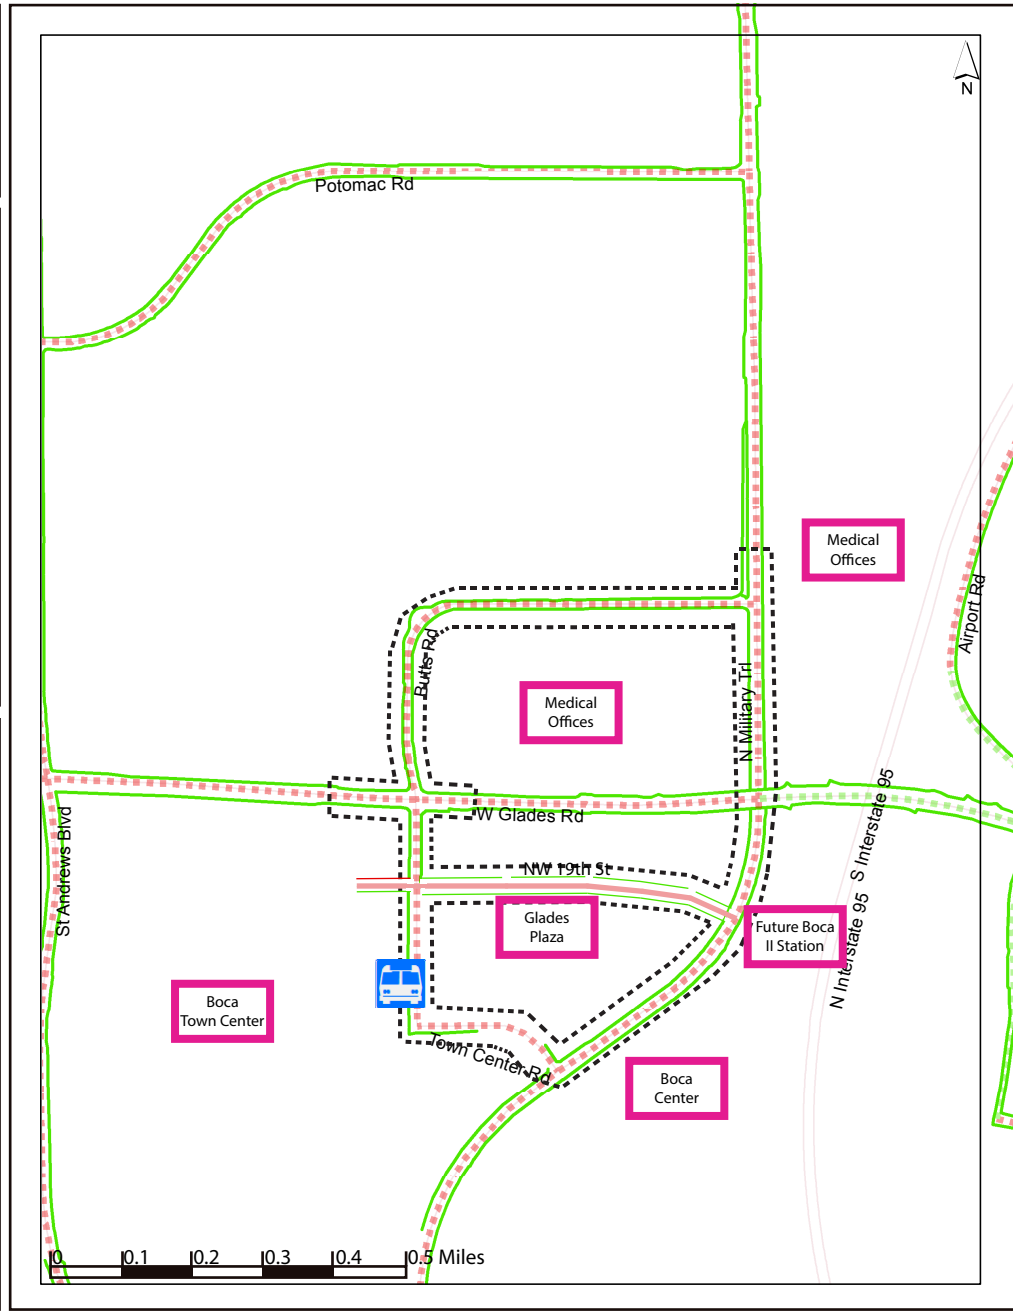 N
Potomac Rd
Medical
Offices
Airport Rd
Butts Rd
N Military Trl
Medical
Offices
W Glades Rd
St Andrews Blvd
S Interstate 95
N Interstate 95
NW 19th St
Glades
Plaza
Future Boca
II Station
Boca
Town Center
Town Center Rd
Boca
Center
0 0.1 0.2 0.3 0.4 0.5 Miles